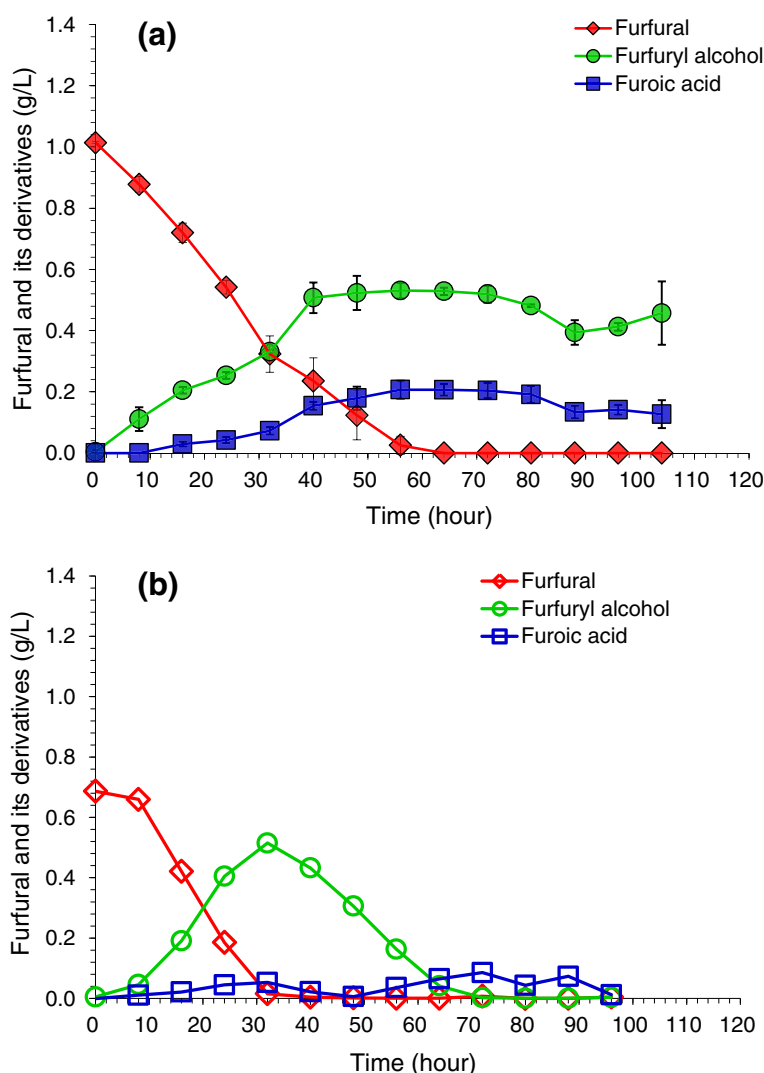 (a)
Furfural
Furfuryl alcohol
Furoic acid
Furfural and its derivatives (g/L)
1.4
1.2
1.0
0.8
0.6
0.4
0.2
0.0
0 10 20 30 40 50 60 70 80 90 100 110 120
Time (hour)
(b)
Furfural
Furfuryl alcohol
Furoic acid
Furfural and its derivatives (g/L)
1.4
1.2
1.0
0.8
0.6
0.4
0.2
0.0
0 10 20 30 40 50 60 70 80 90 100 110 120
Time (hour)